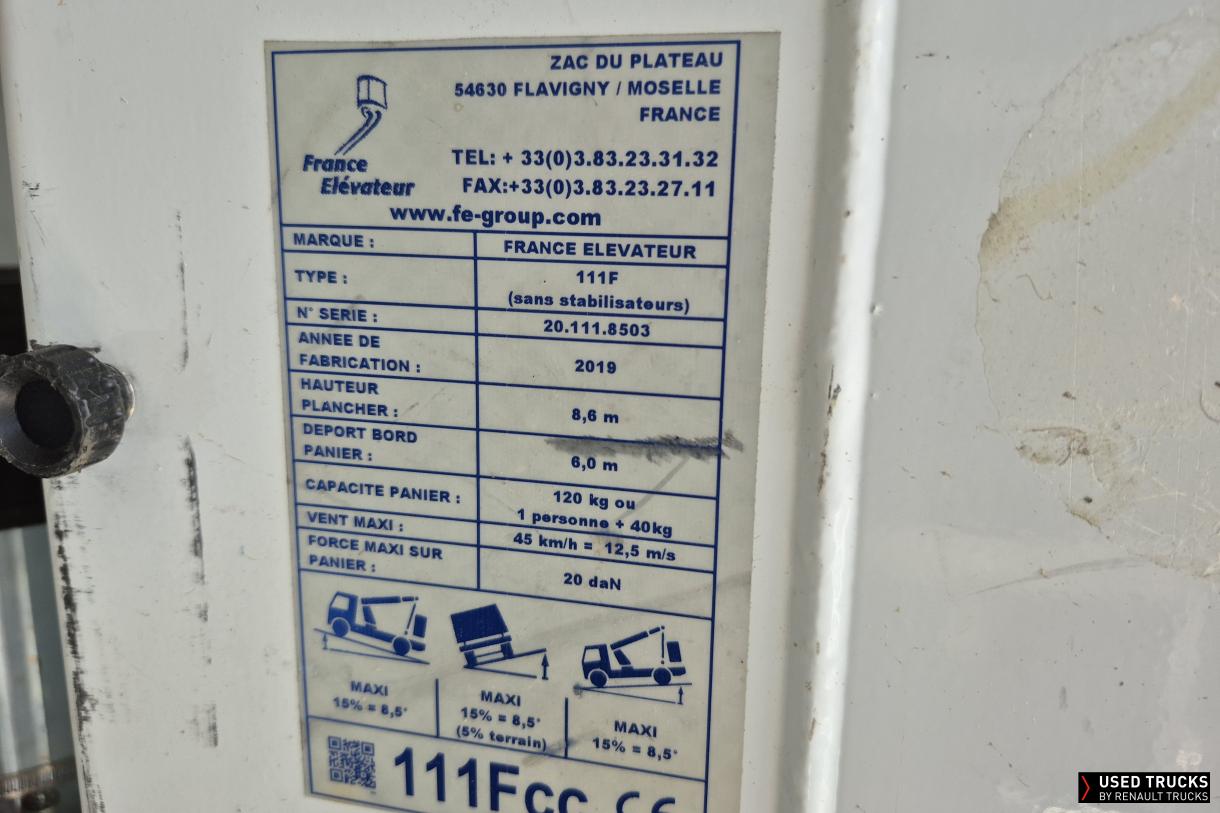 ZAC DU PLATEAU
54630 FLAVIGNY / MOSELLE
FRANCE
France
Elévateur
TEL: + 33(0)3.83.23.31.32
FAX:+33(0)3.83.23.27.11
www.fe-group.com
MARQUE : FRANCE ELEVATEUR
TYPE : 111F
(sans stabilisateurs)
N° SERIE : 20.111.8503
ANNEE DE
FABRICATION : 2019
HAUTEUR
PLANCHER : 8,6 m
DEPORT BORD
PANIER : 6,0 m
CAPACITE PANIER : 120 kg ou
1 personne + 40kg
VENT MAXI : 45 km/h = 12,5 m/s
FORCE MAXI SUR
PANIER : 20 daN
MAXI
15% = 8,5°
MAXI
15% = 8,5°
(5% terrain)
MAXI
15% = 8,5°
111Fcc CE
USED TRUCKS
BY RENAULT TRUCKS